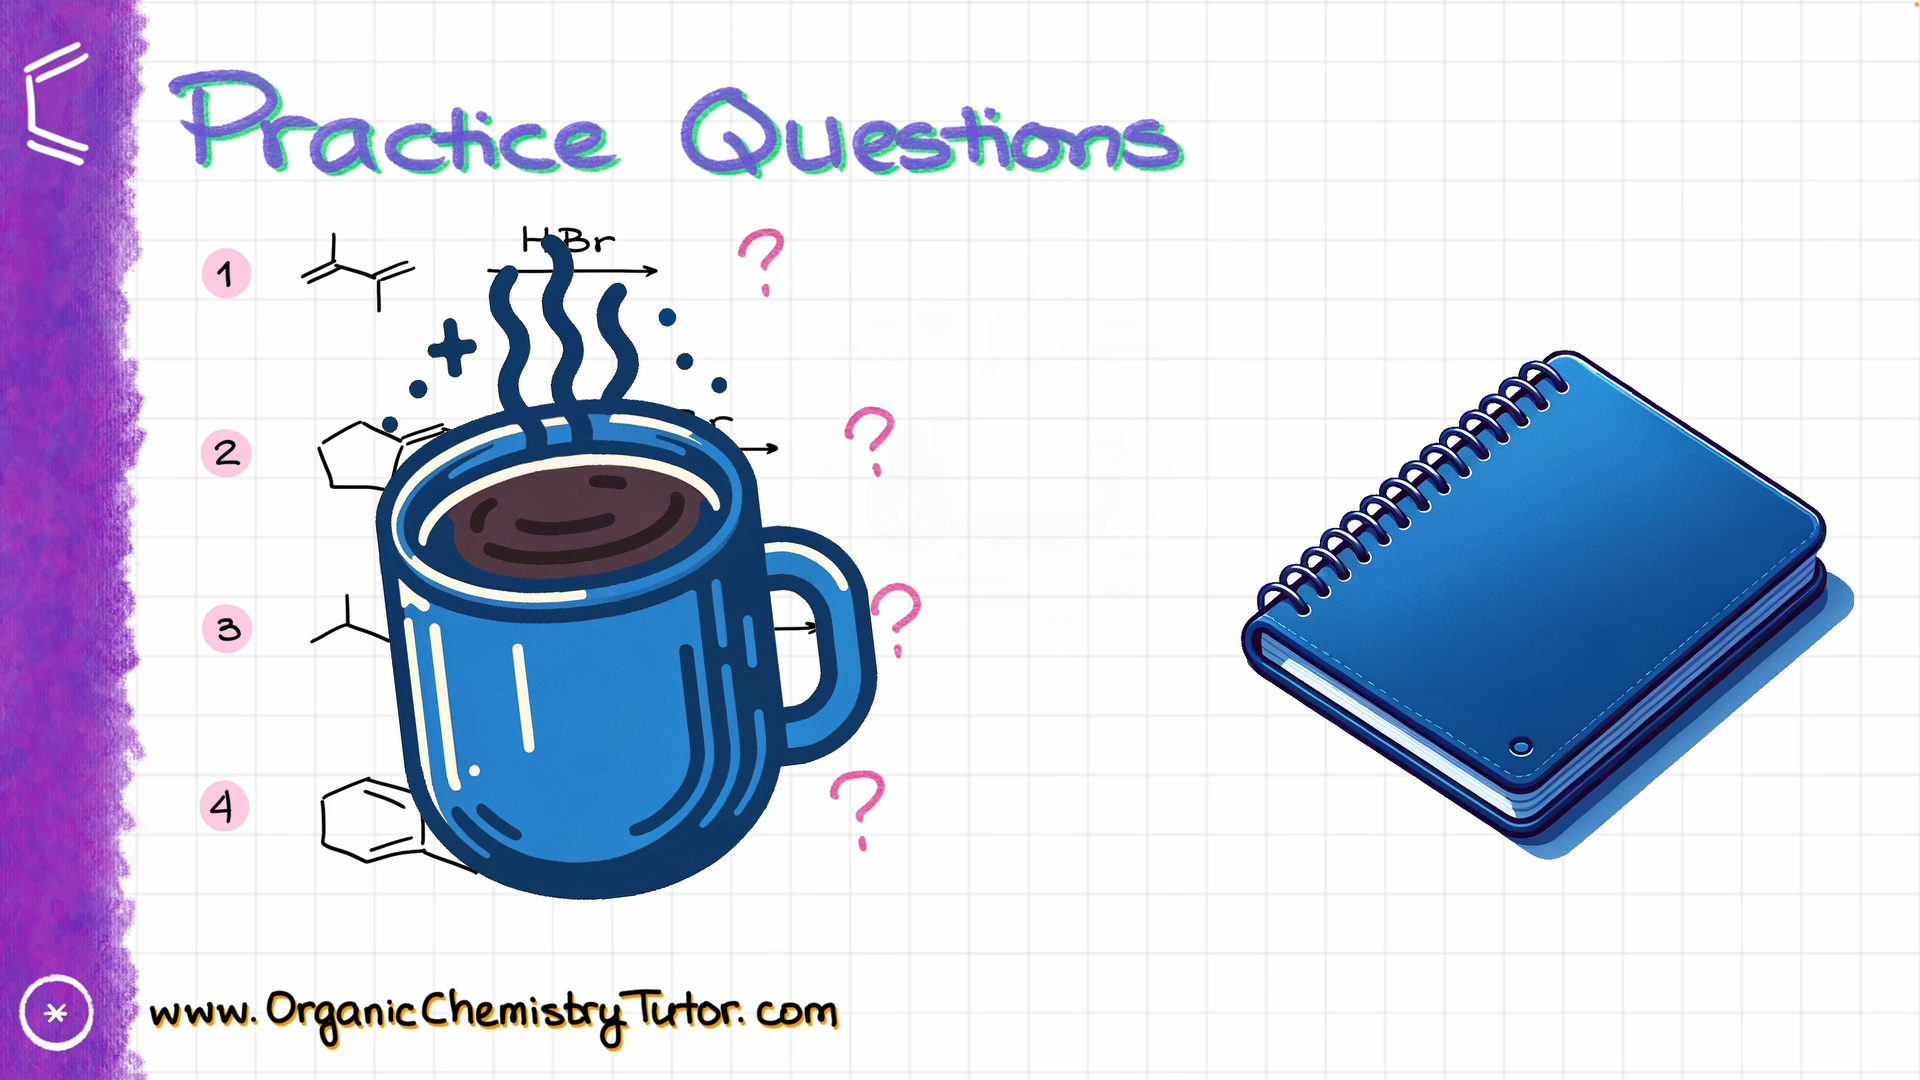 Practice Questions
1 HBr ?
2 ?
3 ?
4 ?
www.OrganicChemistryTutor.com